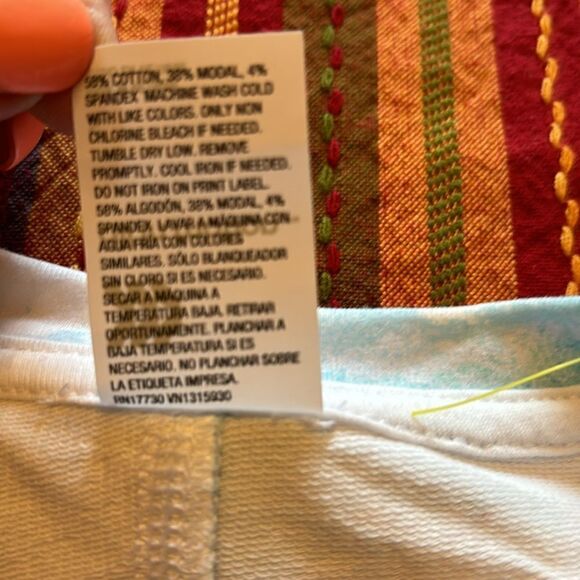 58% COTTON, 38% MODAL, 4%
SPANDEX MACHINE WASH COLD
WITH LIKE COLORS. ONLY NON
CHLORINE BLEACH IF NEEDED.
TUMBLE DRY LOW. REMOVE
PROMPTLY. COOL IRON IF NEEDED.
DO NOT IRON ON PRINT LABEL.
58% ALGODÓN, 38% MODAL, 4%
SPANDEX LAVAR A MÁQUINA CON
AGUA FRÍA CON COLORES
SIMILARES. SÓLO BLANQUEADOR
SIN CLORO SI ES NECESARIO.
SECAR A MÁQUINA A
TEMPERATURA BAJA. RETIRAR
OPORTUNAMENTE. PLANCHAR A
BAJA TEMPERATURA SI ES
NECESARIO. NO PLANCHAR SOBRE
LA ETIQUETA IMPRESA.
RN17730 VN1315930